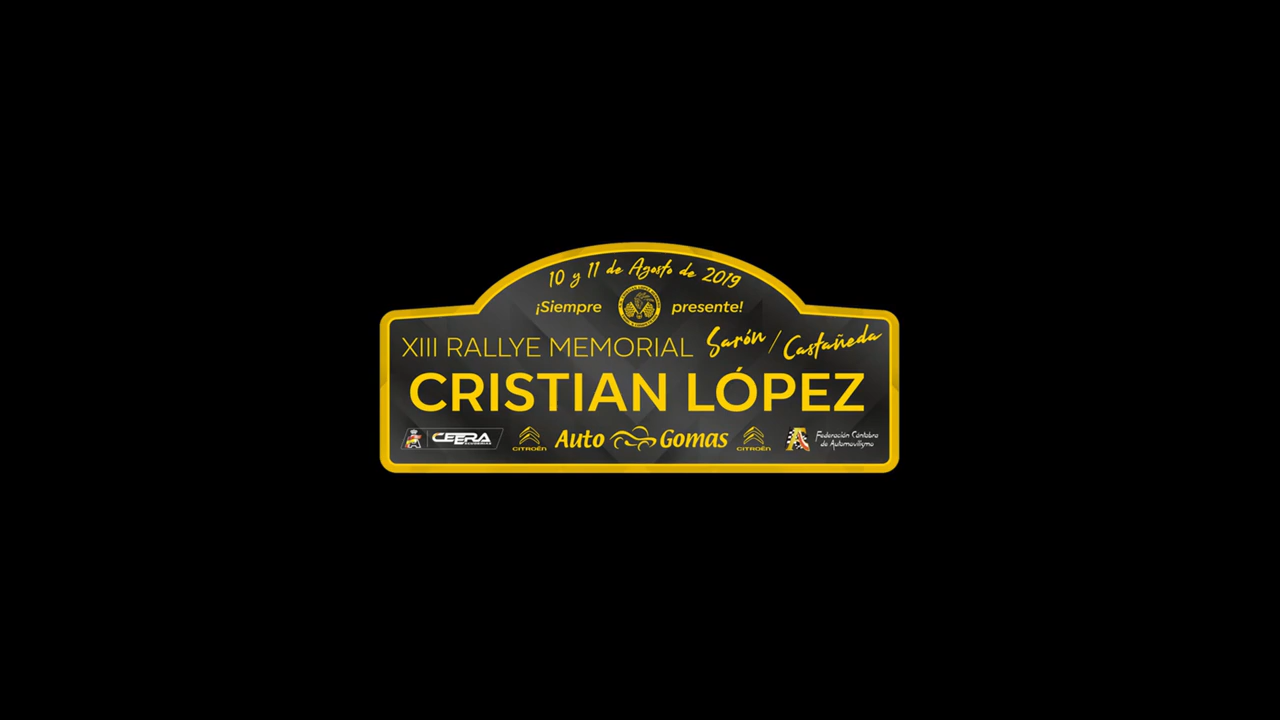 10 y 11 de Agosto de 2019
¡Siempre presente!
XIII RALLYE MEMORIAL Sarón / Castañeda
CRISTIAN LÓPEZ
CEERA CITROËN Auto Gomas CITROËN Federación Cántabra
de Automovilismo